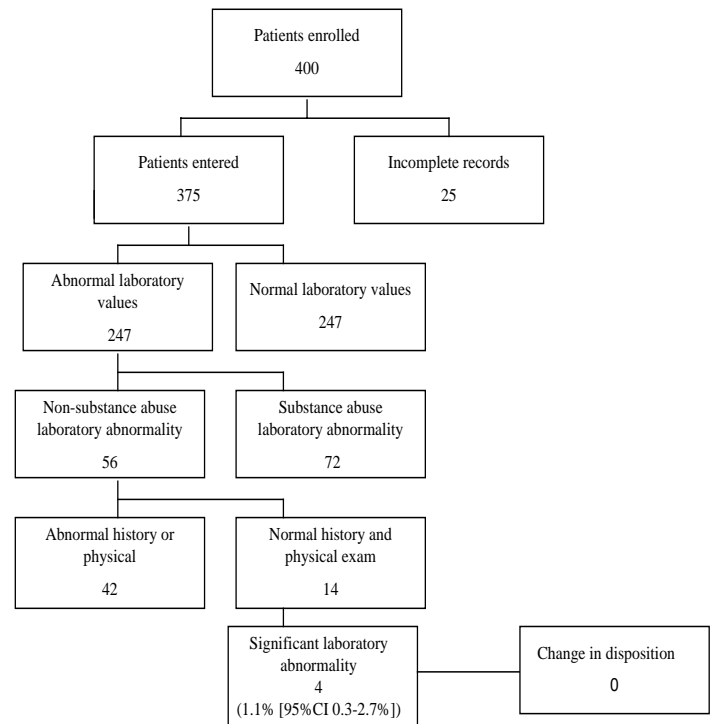 Patients enrolled
400
Patients entered
375
Incomplete records
25
Abnormal laboratory
values
247
Normal laboratory values
247
Non-substance abuse
laboratory abnormality
56
Substance abuse
laboratory abnormality
72
Abnormal history or
physical
42
Normal history and
physical exam
14
Significant laboratory
abnormality
4
(1.1% [95%CI 0.3-2.7%])
Change in disposition
0